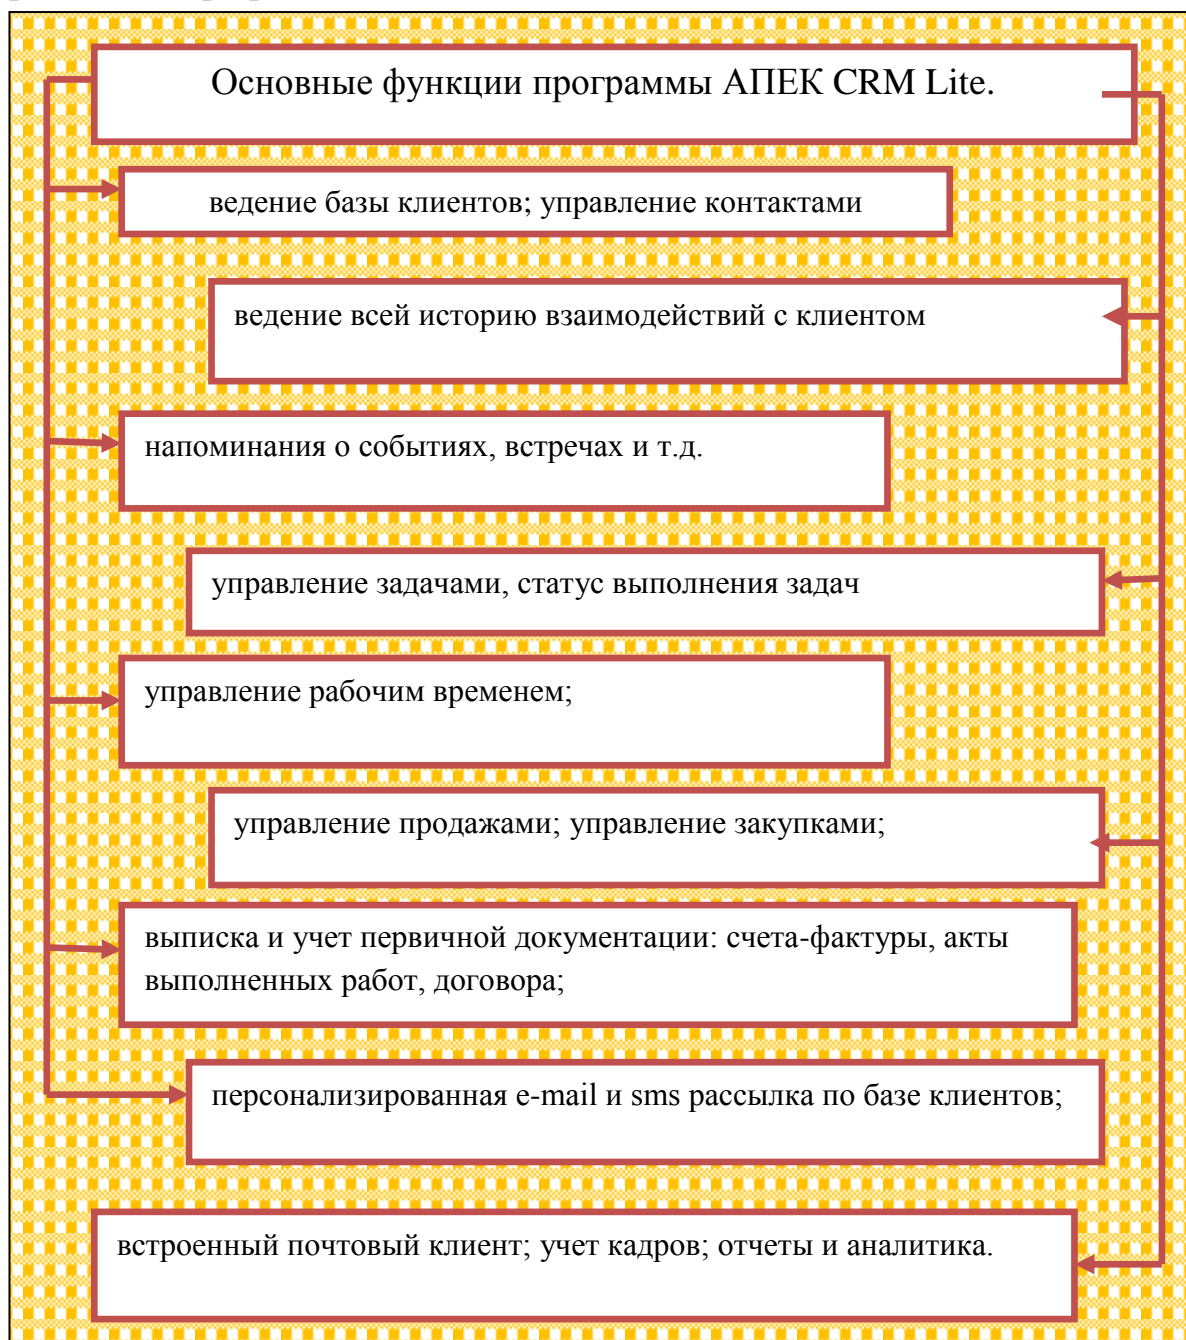 Основные функции программы АПЕК CRM Lite.
ведение базы клиентов; управление контактами
ведение всей историю взаимодействий с клиентом
напоминания о событиях, встречах и т.д.
управление задачами, статус выполнения задач
управление рабочим временем;
управление продажами; управление закупками;
выписка и учет первичной документации: счета-фактуры, акты
выполненных работ, договора;
персонализированная e-mail и sms рассылка по базе клиентов;
встроенный почтовый клиент; учет кадров; отчеты и аналитика.